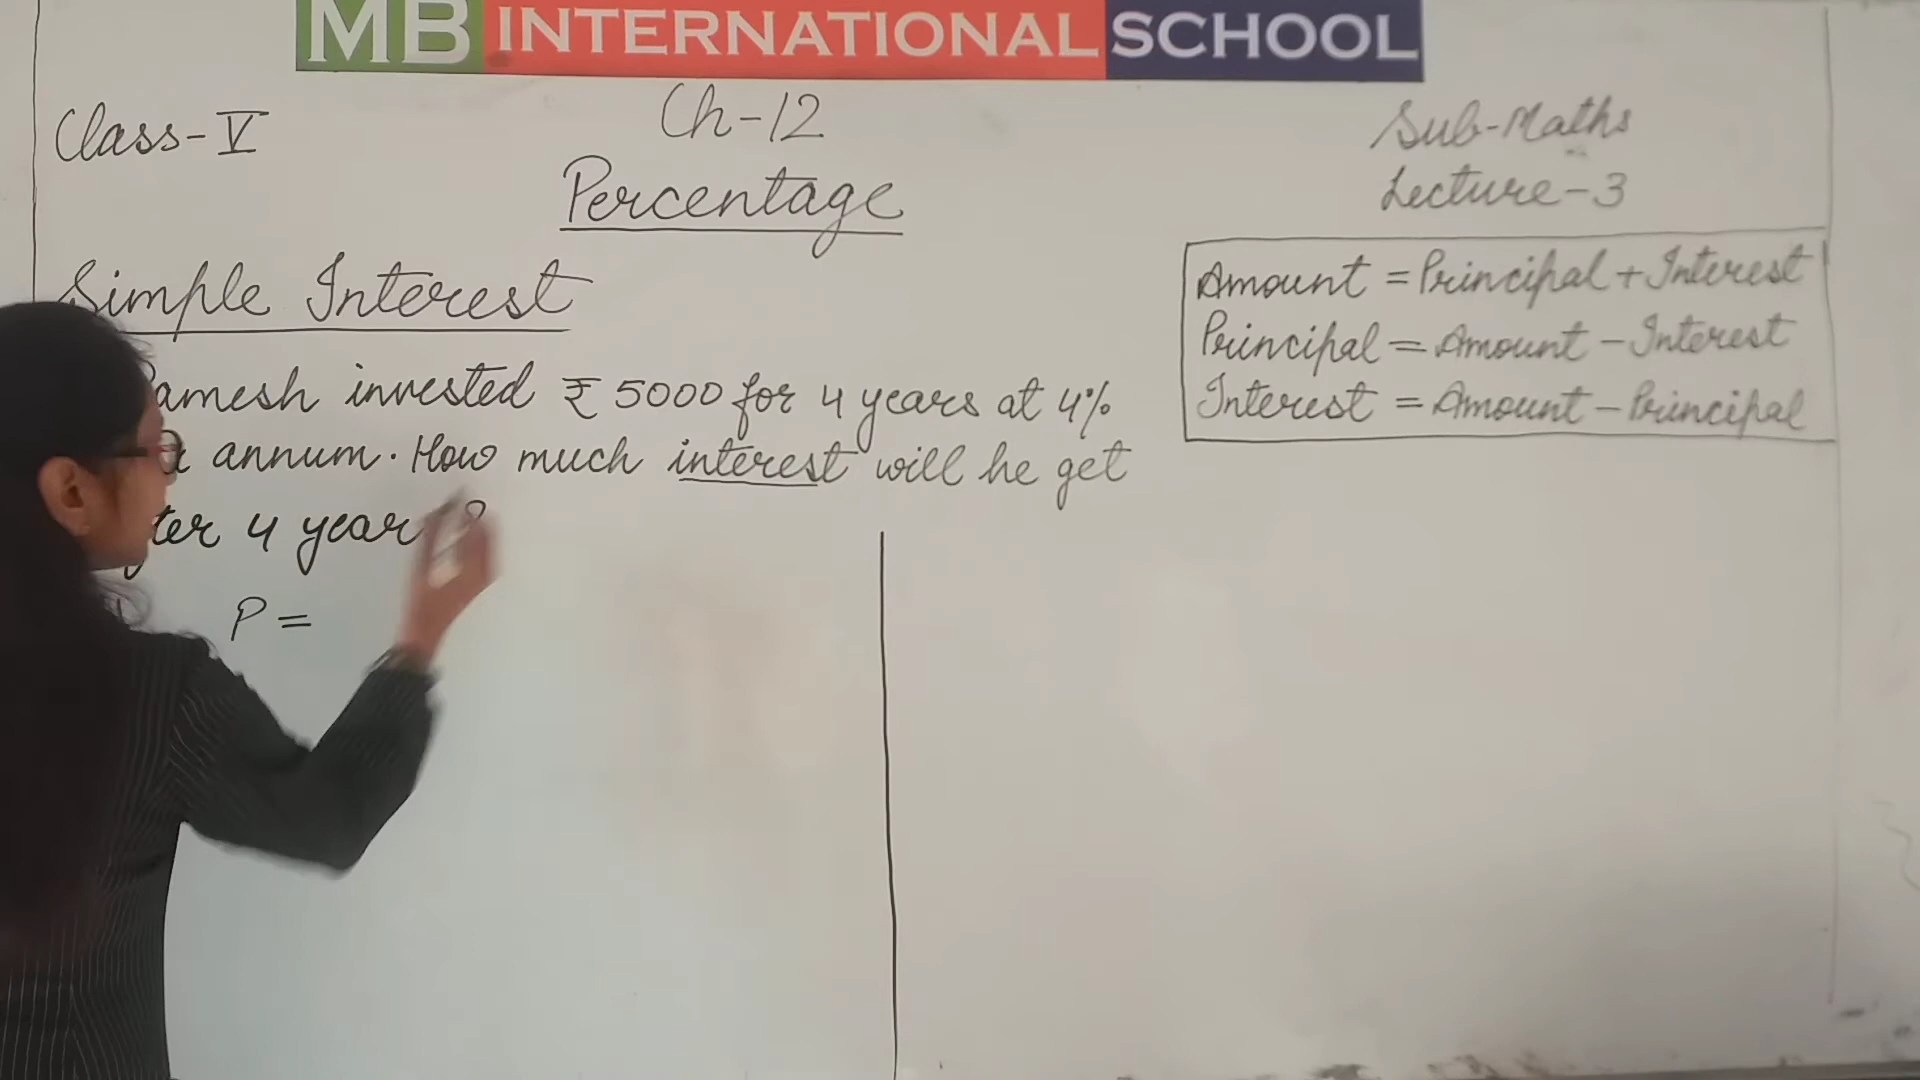 MB INTERNATIONAL SCHOOL
Class-V
Ch-12
Percentage
Sub-Maths
Lecture-3
Simple Interest
Amount = Principal + Interest
Principal = Amount - Interest
Interest = Amount - Principal
amesh invested ₹ 5000 for 4 years at 4%
annum. How much interest will he get
ter 4 year ?
P =